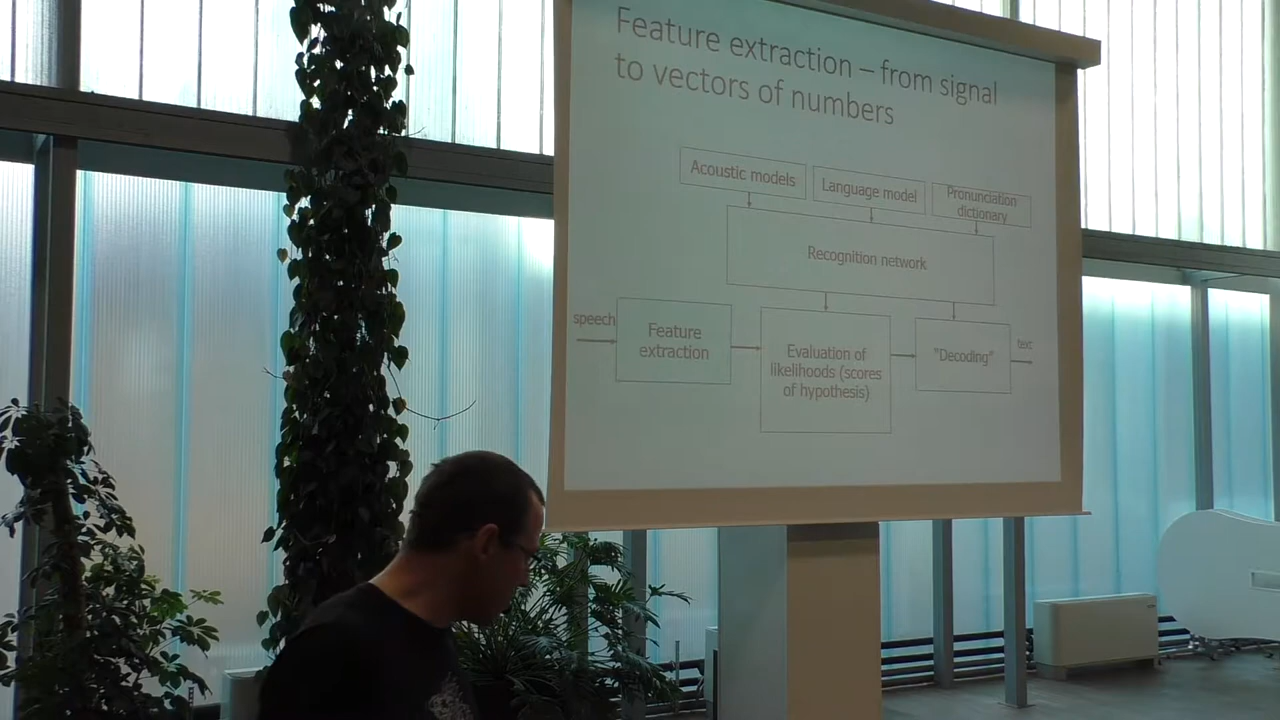 Feature extraction – from signal
to vectors of numbers
Acoustic models
Language model
Pronunciation
dictionary
Recognition network
speech
Feature
extraction
Evaluation of
likelihoods (scores
of hypothesis)
"Decoding"
text